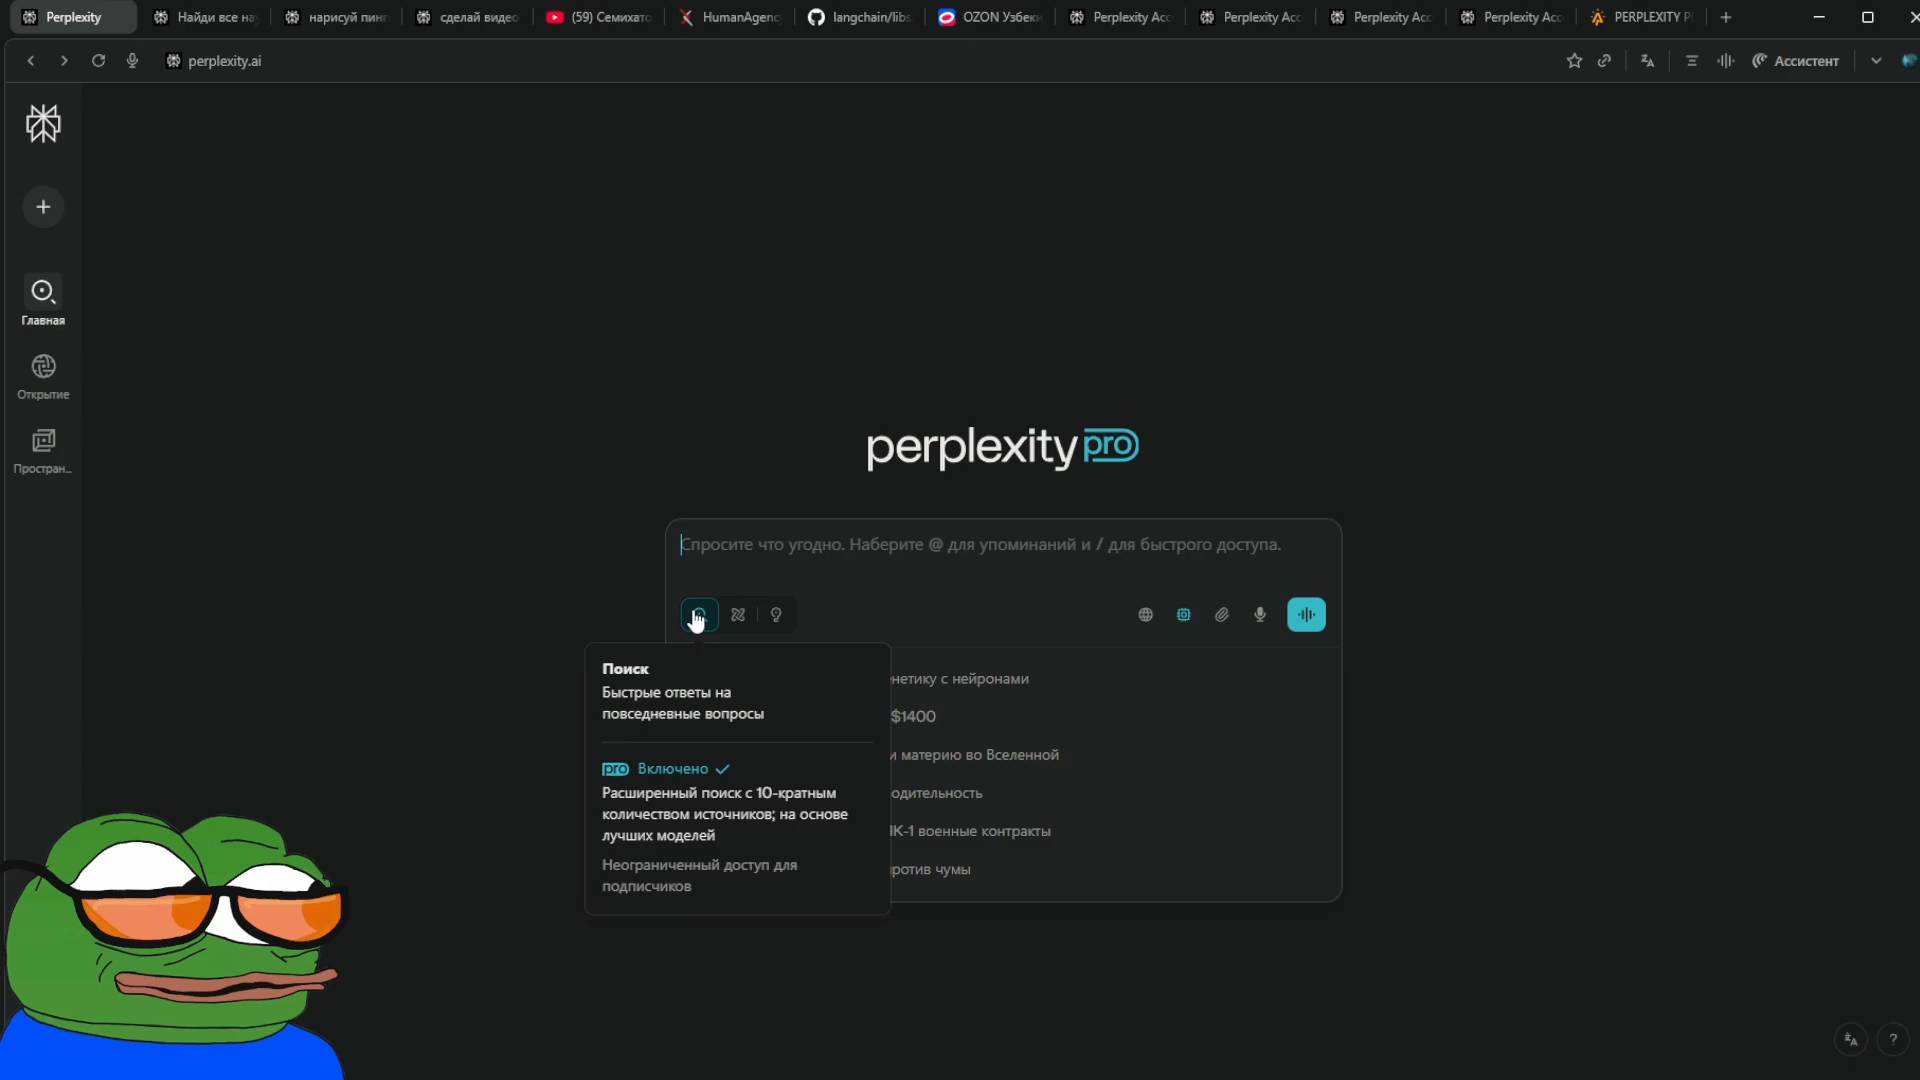 Perplexity
Найди все на
нарисуй пинг
сделай видео
(59) Семихато
HumanAgenc
langchain/libs
OZON Узбеки
Perplexity Acc
Perplexity Acc
Perplexity Acc
Perplexity Acc
PERPLEXITY P
perplexity.ai
Ассистент
Главная
Открытие
Простран...
perplexity pro
Спросите что угодно. Наберите @ для упоминаний и / для быстрого доступа.
Поиск
Быстрые ответы на
повседневные вопросы
pro Включено
Расширенный поиск с 10-кратным
количеством источников; на основе
лучших моделей
Неограниченный доступ для
подписчиков
нетику с нейронами
$1400
и материю во Вселенной
одительность
IК-1 военные контракты
против чумы